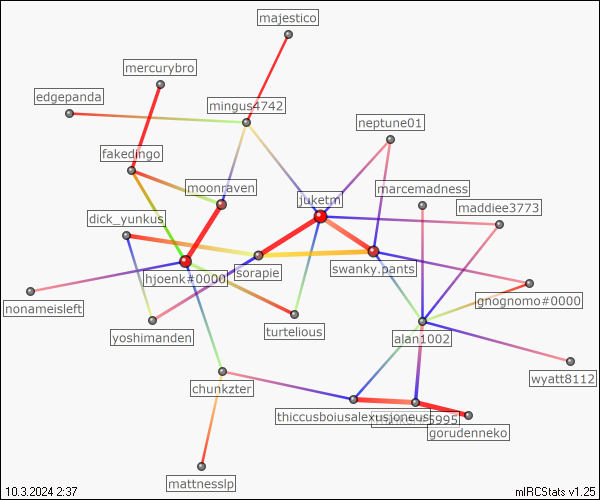 majestico
mercurybro
edgepanda
mingus4742
neptune01
fakedingo
moonraven
marcemadness
juketm
maddiee3773
dick_yunkus
sorapie
swanky.pants
hjoenk#0000
nonameisleft
gnognomo#0000
yoshimanden
turtelious
alan1002
wyatt8112
chunkzter
thiccusboiusalexusjoneus
5995
gorudenneko
mattnesslp
10.3.2024 2:37
mIRCStats v1.25